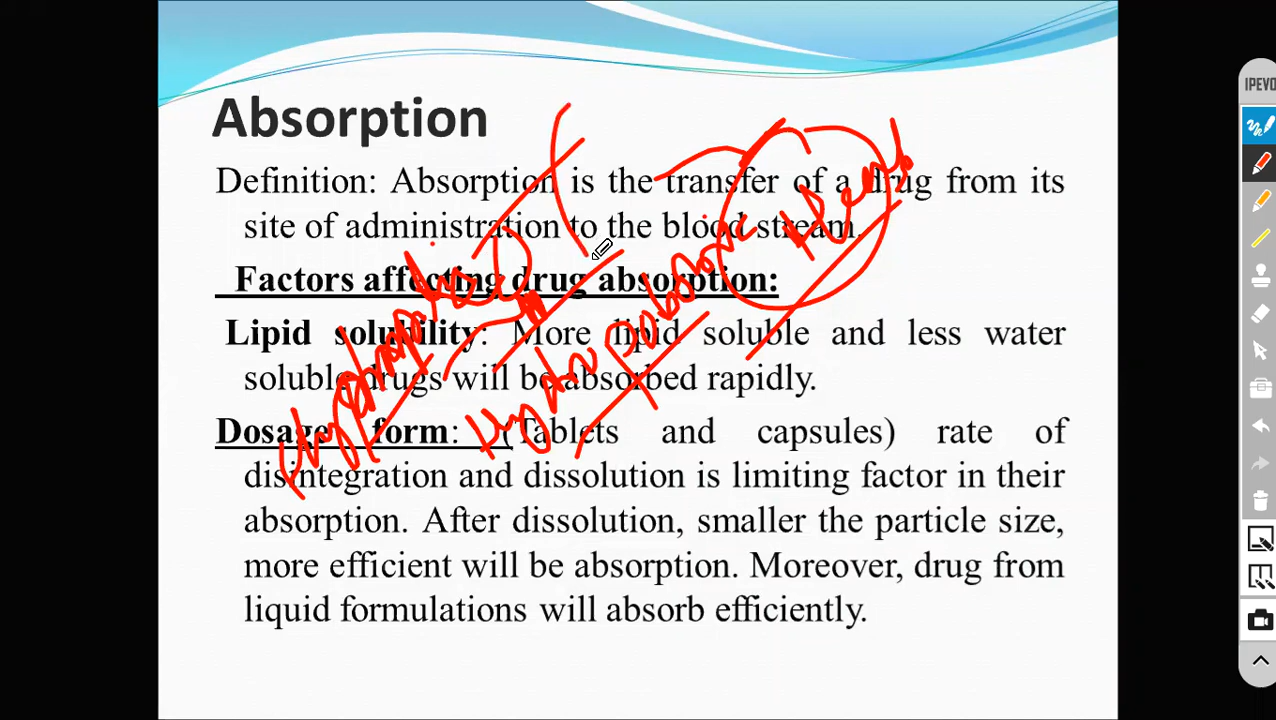 Absorption
Definition: Absorption is the transfer of a drug from its
site of administration to the blood stream.
Factors affecting drug absorption:
Lipid solubility: More lipid soluble and less water
soluble drugs will be absorbed rapidly.
Dosage form: (Tablets and capsules) rate of
disintegration and dissolution is limiting factor in their
absorption. After dissolution, smaller the particle size,
more efficient will be absorption. Moreover, drug from
liquid formulations will absorb efficiently.
IPEVO